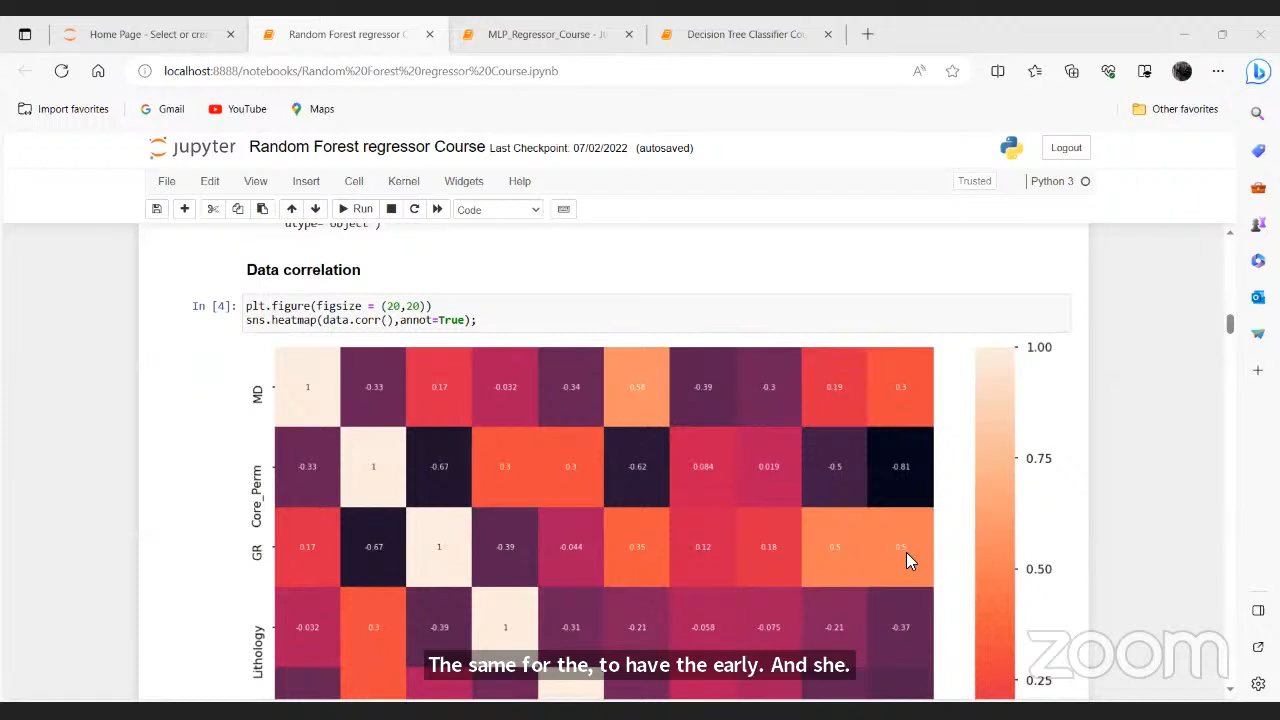 Home Page - Select or crea
Random Forest regressor C
MLP_Regressor_Course - Ju
Decision Tree Classifier Cou
localhost:8888/notebooks/Random%20Forest%20regressor%20Course.ipynb
Import favorites
Gmail
YouTube
Maps
Other favorites
jupyter Random Forest regressor Course Last Checkpoint: 07/02/2022 (autosaved)
Logout
File Edit View Insert Cell Kernel Widgets Help
Trusted
Python 3
Run
Code
dtype='object')
Data correlation
In [4]: plt.figure(figsize = (20,20))
sns.heatmap(data.corr(),annot=True);
MD 1 -0.33 0.17 -0.032 -0.34 0.58 -0.39 -0.3 0.19 0.3
Core_Perm -0.33 1 -0.67 0.3 0.3 -0.62 0.084 0.019 -0.5 -0.81
GR 0.17 -0.67 1 -0.39 -0.044 0.35 0.12 0.18 0.5 0.5
Lithology -0.032 0.3 -0.39 1 -0.31 -0.21 -0.058 -0.075 -0.21 -0.37
1.00
0.75
0.50
0.25
The same for the, to have the early. And she.
zoom